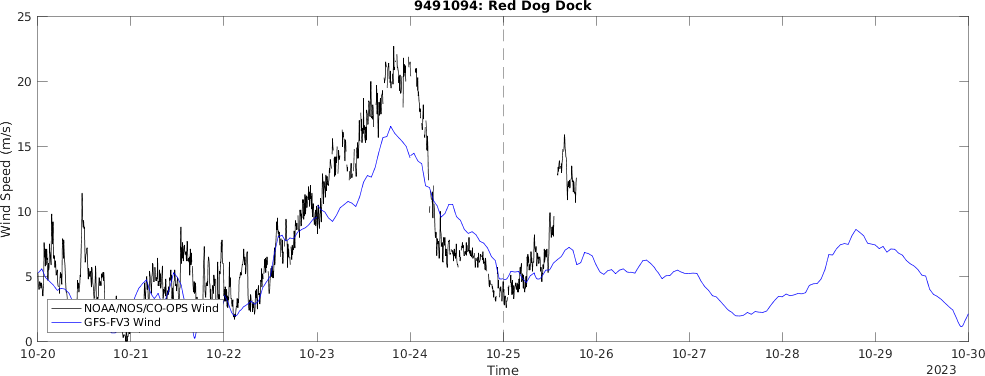 9491094: Red Dog Dock
25
20
15
10
5
0
Wind Speed (m/s)
NOAA/NOS/CO-OPS Wind
GFS-FV3 Wind
10-20 10-21 10-22 10-23 10-24 10-25 10-26 10-27 10-28 10-29 10-30
Time
2023